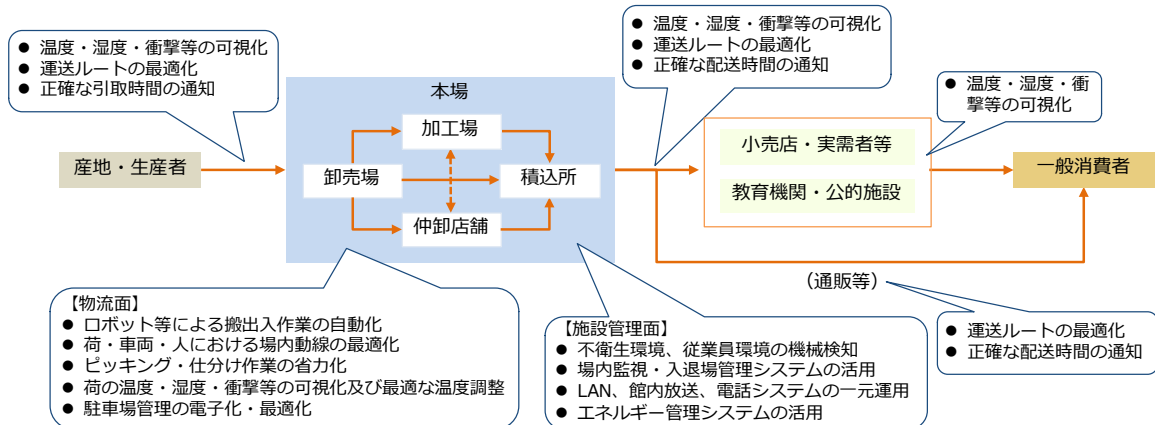 ● 温度・湿度・衝撃等の可視化
● 運送ルートの最適化
● 正確な引取時間の通知
● 温度・湿度・衝撃等の可視化
● 運送ルートの最適化
● 正確な配送時間の通知
● 温度・湿度・衝
撃等の可視化
本場
加工場
卸売場
積込所
仲卸店舗
産地・生産者
小売店・実需者等
教育機関・公的施設
一般消費者
（通販等）
【物流面】
● ロボット等による搬出入作業の自動化
● 荷・車両・人における場内動線の最適化
● ピッキング・仕分け作業の省力化
● 荷の温度・湿度・衝撃等の可視化及び最適な温度調整
● 駐車場管理の電子化・最適化
【施設管理面】
● 不衛生環境、従業員環境の機械検知
● 場内監視・入退場管理システムの活用
● LAN、館内放送、電話システムの一元運用
● エネルギー管理システムの活用
● 運送ルートの最適化
● 正確な配送時間の通知